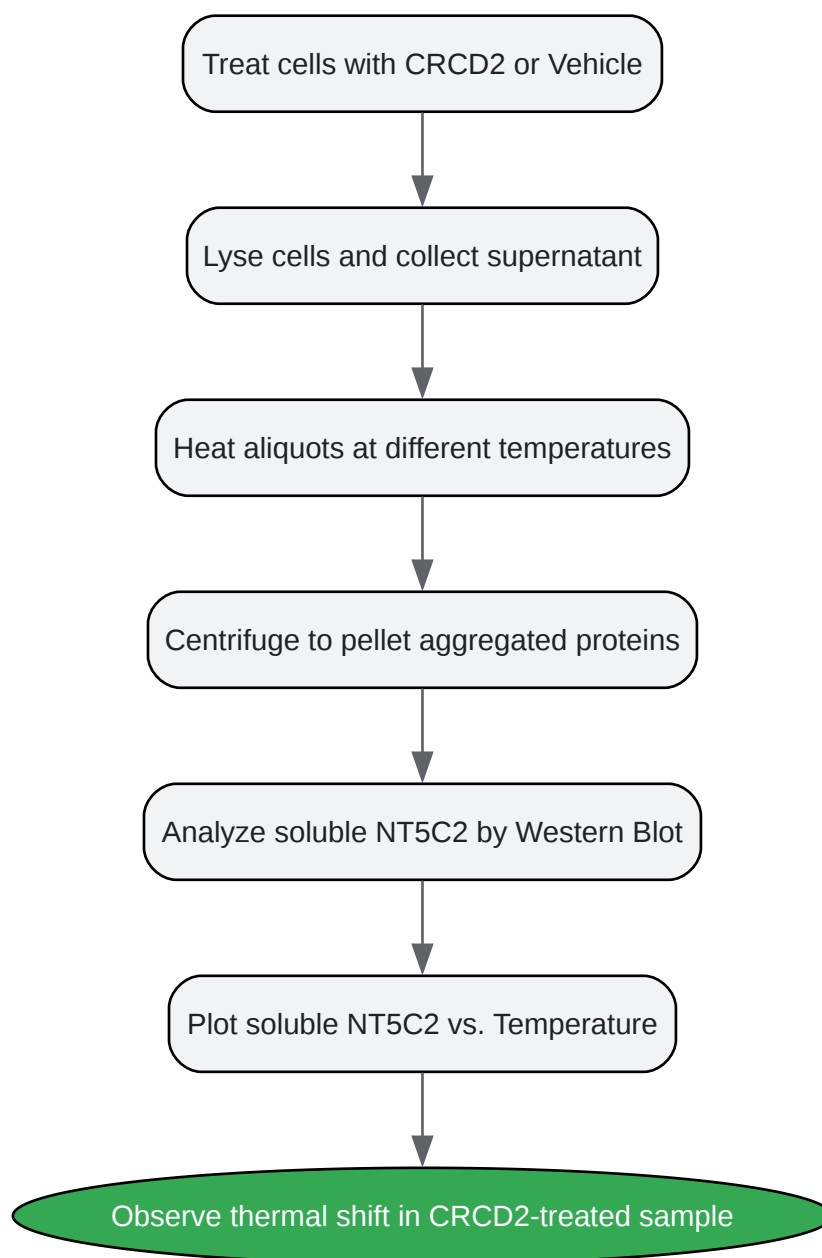 Treat cells with CRCD2 or Vehicle
Lyse cells and collect supernatant
Heat aliquots at different temperatures
Centrifuge to pellet aggregated proteins
Analyze soluble NT5C2 by Western Blot
Plot soluble NT5C2 vs. Temperature
Observe thermal shift in CRCD2-treated sample